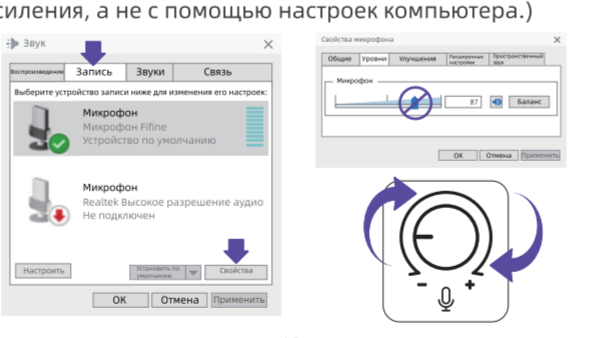 силения, а не с помощью настроек компьютера.)
Звук
Воспроизведение Запись Звуки Связь
Выберите устройство записи ниже для изменения его настроек:
Микрофон
Микрофон Fifine
Устройство по умолчанию
Микрофон
Realtek Высокое разрешение аудио
Не подключен
Настроить Установить по умолчанию Свойства
ОК Отмена Применить
Свойства микрофона
Общие Уровни Улучшения Расширенные настройки Пространственный звук
Микрофон
87 Баланс
ОК Отмена Применить
- +